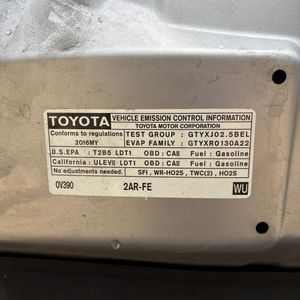 TOYOTA VEHICLE EMISSION CONTROL INFORMATION
TOYOTA MOTOR CORPORATION
Conforms to regulations TEST GROUP : GTYXJ02.5BEL
2016MY EVAP FAMILY : GTYXR0130A22
U.S.EPA : T2B5 LDT1 OBD: CAII Fuel: Gasoline
California : ULEVII LDT1 OBD: CAII Fuel: Gasoline
No adjustments needed. SFI, WR-HO2S, TWC(2), HO2S
0V390 2AR-FE WU